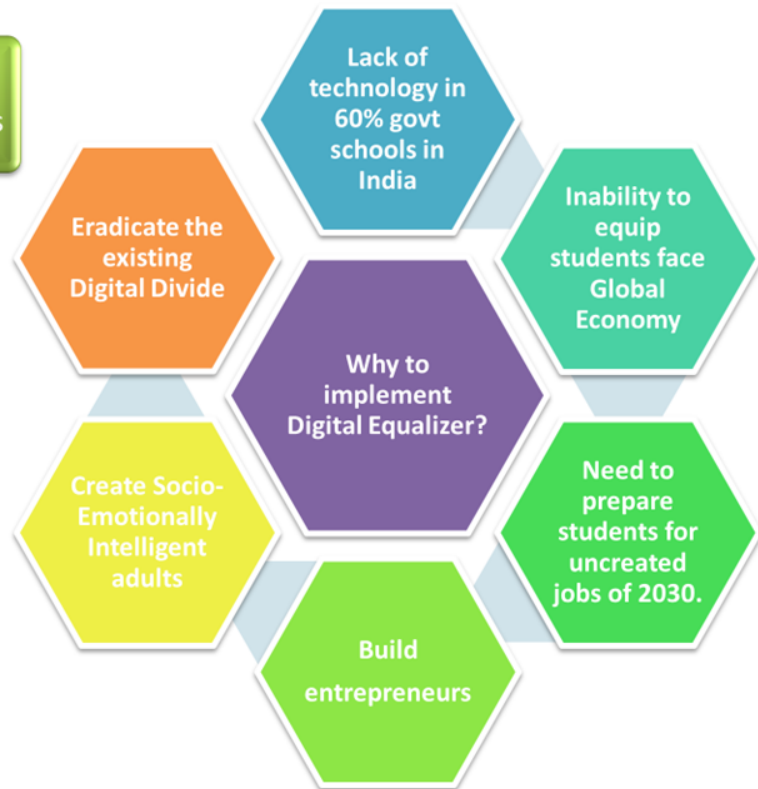 Lack of
technology in
60% govt
schools in
India
Inability to
equip
students face
Global
Economy
Need to
prepare
students for
uncreated
jobs of 2030.
Build
entrepreneurs
Create Socio-
Emotionally
Intelligent
adults
Eradicate the
existing
Digital Divide
Why to
implement
Digital Equalizer?